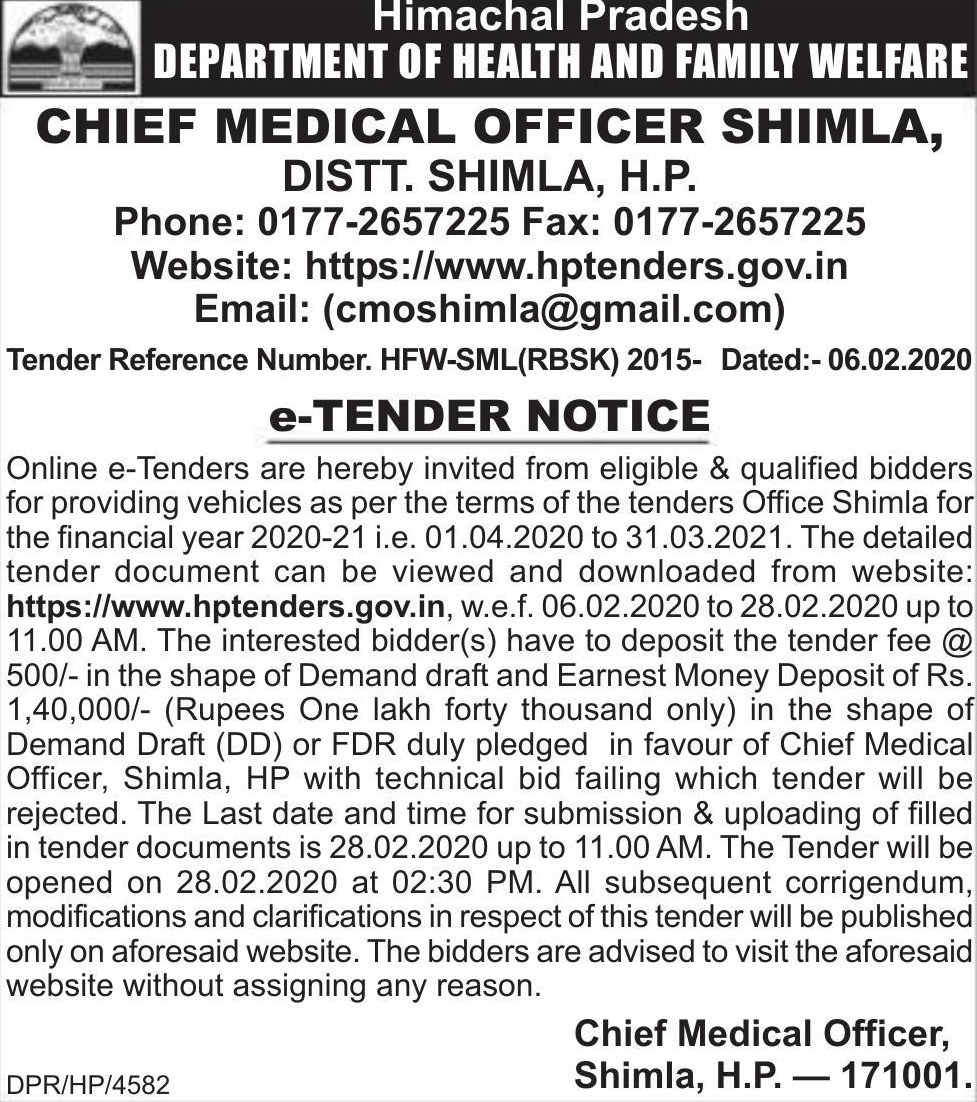 Himachal Pradesh
DEPARTMENT OF HEALTH AND FAMILY WELFARE
CHIEF MEDICAL OFFICER SHIMLA,
DISTT. SHIMLA, H.P.
Phone: 0177-2657225 Fax: 0177-2657225
Website: https://www.hptenders.gov.in
Email: (cmoshimla@gmail.com)
Tender Reference Number. HFW-SML(RBSK) 2015- Dated:- 06.02.2020
e-TENDER NOTICE
Online e-Tenders are hereby invited from eligible & qualified bidders
for providing vehicles as per the terms of the tenders Office Shimla for
the financial year 2020-21 i.e. 01.04.2020 to 31.03.2021. The detailed
tender document can be viewed and downloaded from website:
https://www.hptenders.gov.in, w.e.f. 06.02.2020 to 28.02.2020 up to
11.00 AM. The interested bidder(s) have to deposit the tender fee @
500/- in the shape of Demand draft and Earnest Money Deposit of Rs.
1,40,000/- (Rupees One lakh forty thousand only) in the shape of
Demand Draft (DD) or FDR duly pledged in favour of Chief Medical
Officer, Shimla, HP with technical bid failing which tender will be
rejected. The Last date and time for submission & uploading of filled
in tender documents is 28.02.2020 up to 11.00 AM. The Tender will be
opened on 28.02.2020 at 02:30 PM. All subsequent corrigendum,
modifications and clarifications in respect of this tender will be published
only on aforesaid website. The bidders are advised to visit the aforesaid
website without assigning any reason.
Chief Medical Officer,
Shimla, H.P. — 171001.
DPR/HP/4582